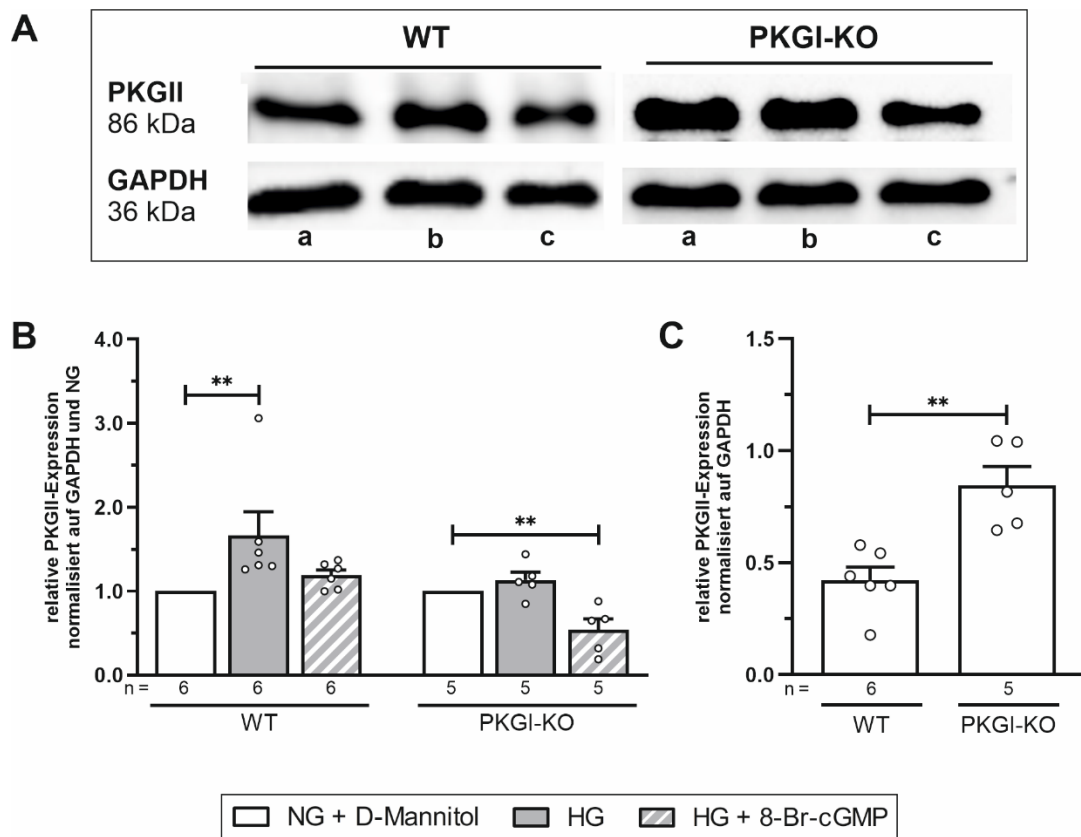 A
WT PKGI-KO
PKGII
86 kDa
GAPDH
36 kDa
a b c a b c
B
relative PKGII-Expression
normalisiert auf GAPDH und NG
4.0
3.0
2.0
1.0
0.0
**
**
n = 6 6 6 5 5 5
WT PKGI-KO
C
relative PKGII-Expression
normalisiert auf GAPDH
1.5
1.0
0.5
0.0
**
n = 6 5
WT PKGI-KO
NG + D-Mannitol HG HG + 8-Br-cGMP